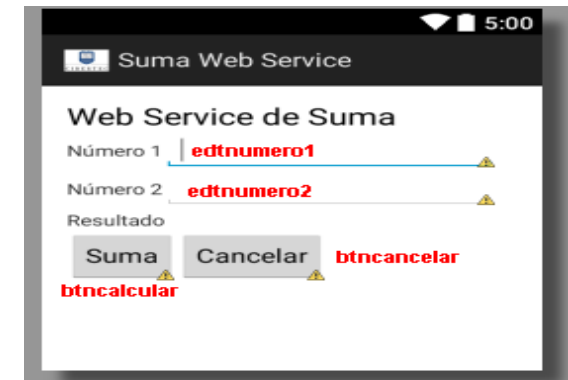 5:00
Suma Web Service
Web Service de Suma
Número 1 edtnumero1
Número 2 edtnumero2
Resultado
Suma Cancelar btncancelar
btncalcular